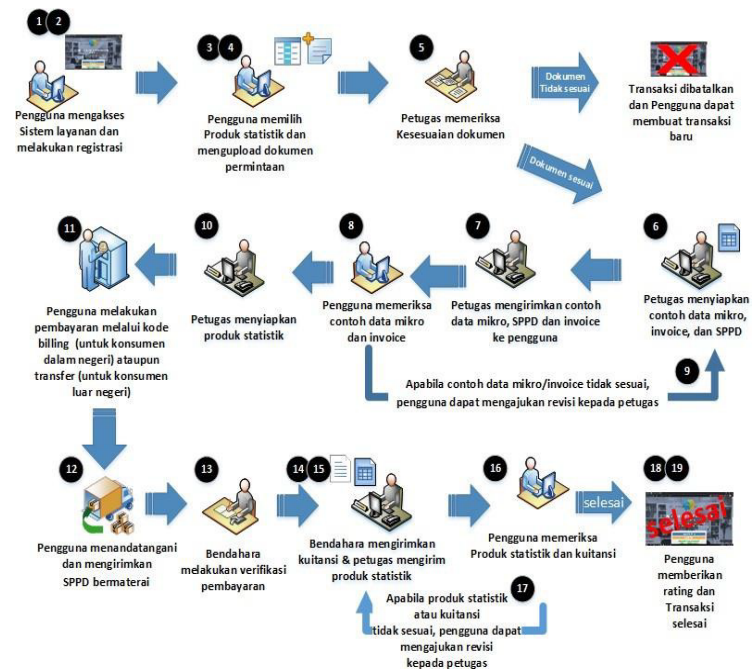 1 2
Pengguna mengakses
Sistem layanan dan
melakukan registrasi
3 4
Pengguna memilih
Produk statistik dan
mengupload dokumen
permintaan
5
Petugas memeriksa
Kesesuaian dokumen
Dokumen
Tidak sesuai
Transaksi dibatalkan
dan Pengguna dapat
membuat transaksi
baru
Dokumen sesuai
6
Petugas menyiapkan
contoh data mikro,
invoice, dan SPPD
7
Petugas mengirimkan contoh
data mikro, SPPD dan invoice
ke pengguna
8
Pengguna memeriksa
contoh data mikro
dan invoice
9
Apabila contoh data mikro/invoice tidak sesuai,
pengguna dapat mengajukan revisi kepada petugas
10
Petugas menyiapkan
produk statistik
11
Pengguna melakukan
pembayaran melalui kode
billing (untuk konsumen
dalam negeri) ataupun
transfer (untuk konsumen
luar negeri)
12
Pengguna menandatangani
dan mengirimkan
SPPD bermaterai
13
Bendahara
melakukan verifikasi
pembayaran
14 15
Bendahara mengirimkan
kuitansi & petugas mengirim
produk statistik
16
Pengguna memeriksa
Produk statistik dan kuitansi
17
Apabila produk statistik
atau kuitansi
tidak sesuai, pengguna dapat
mengajukan revisi
kepada petugas
selesai
18 19
selesai
Pengguna
memberikan
rating dan
Transaksi
selesai